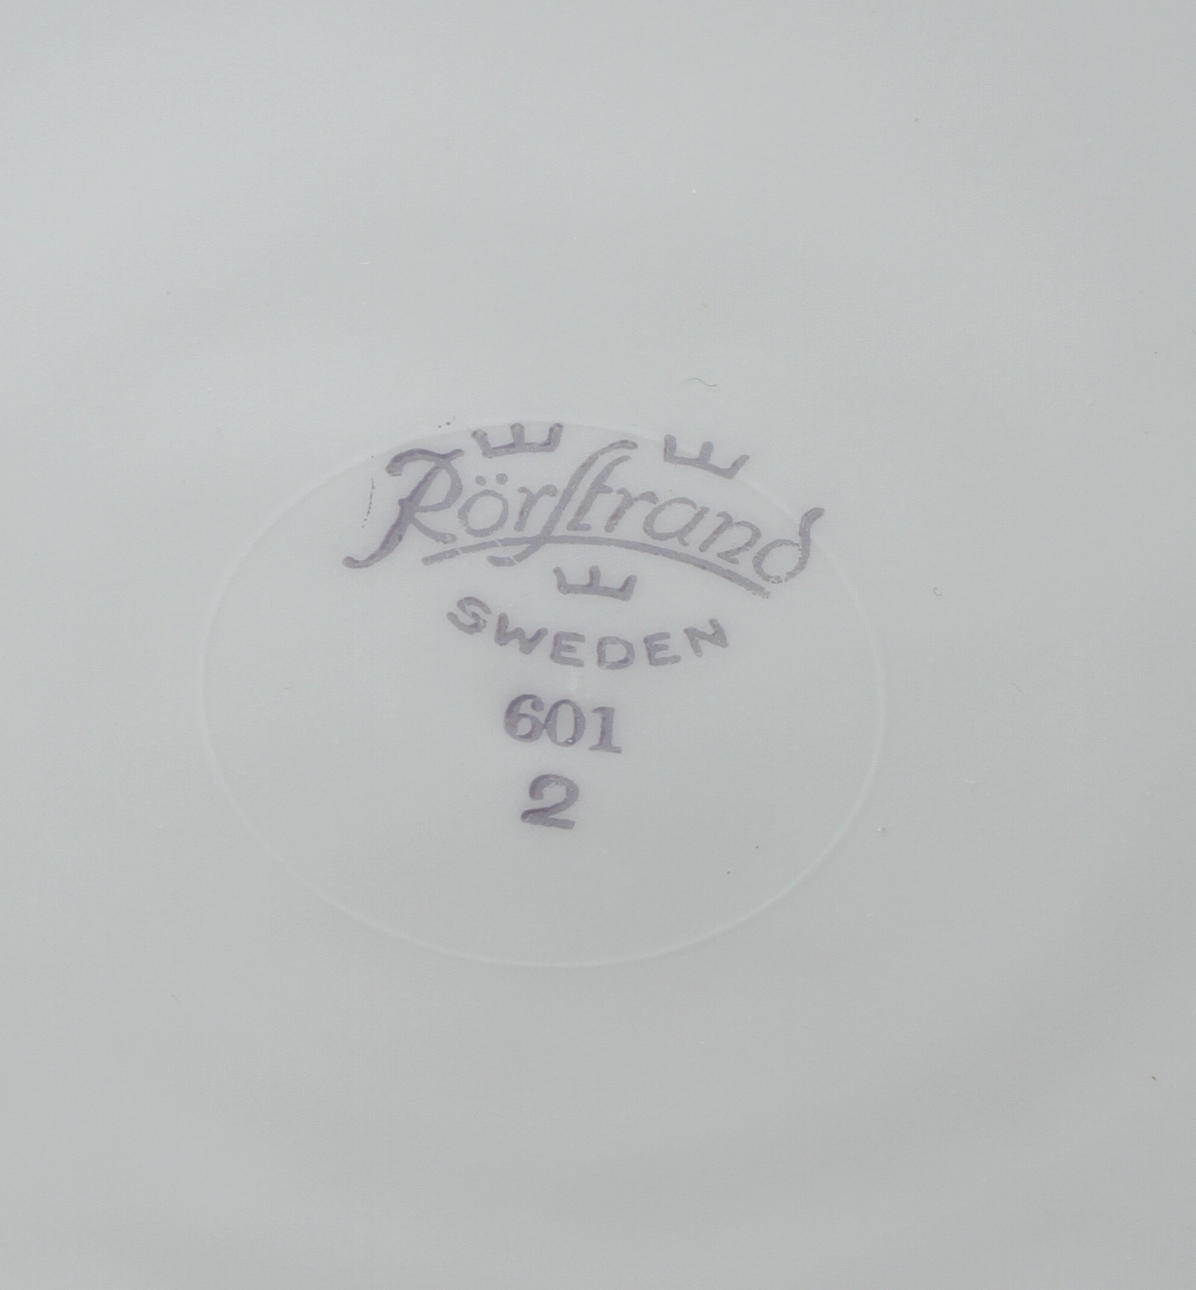 Rörstrand
SWEDEN
601
2